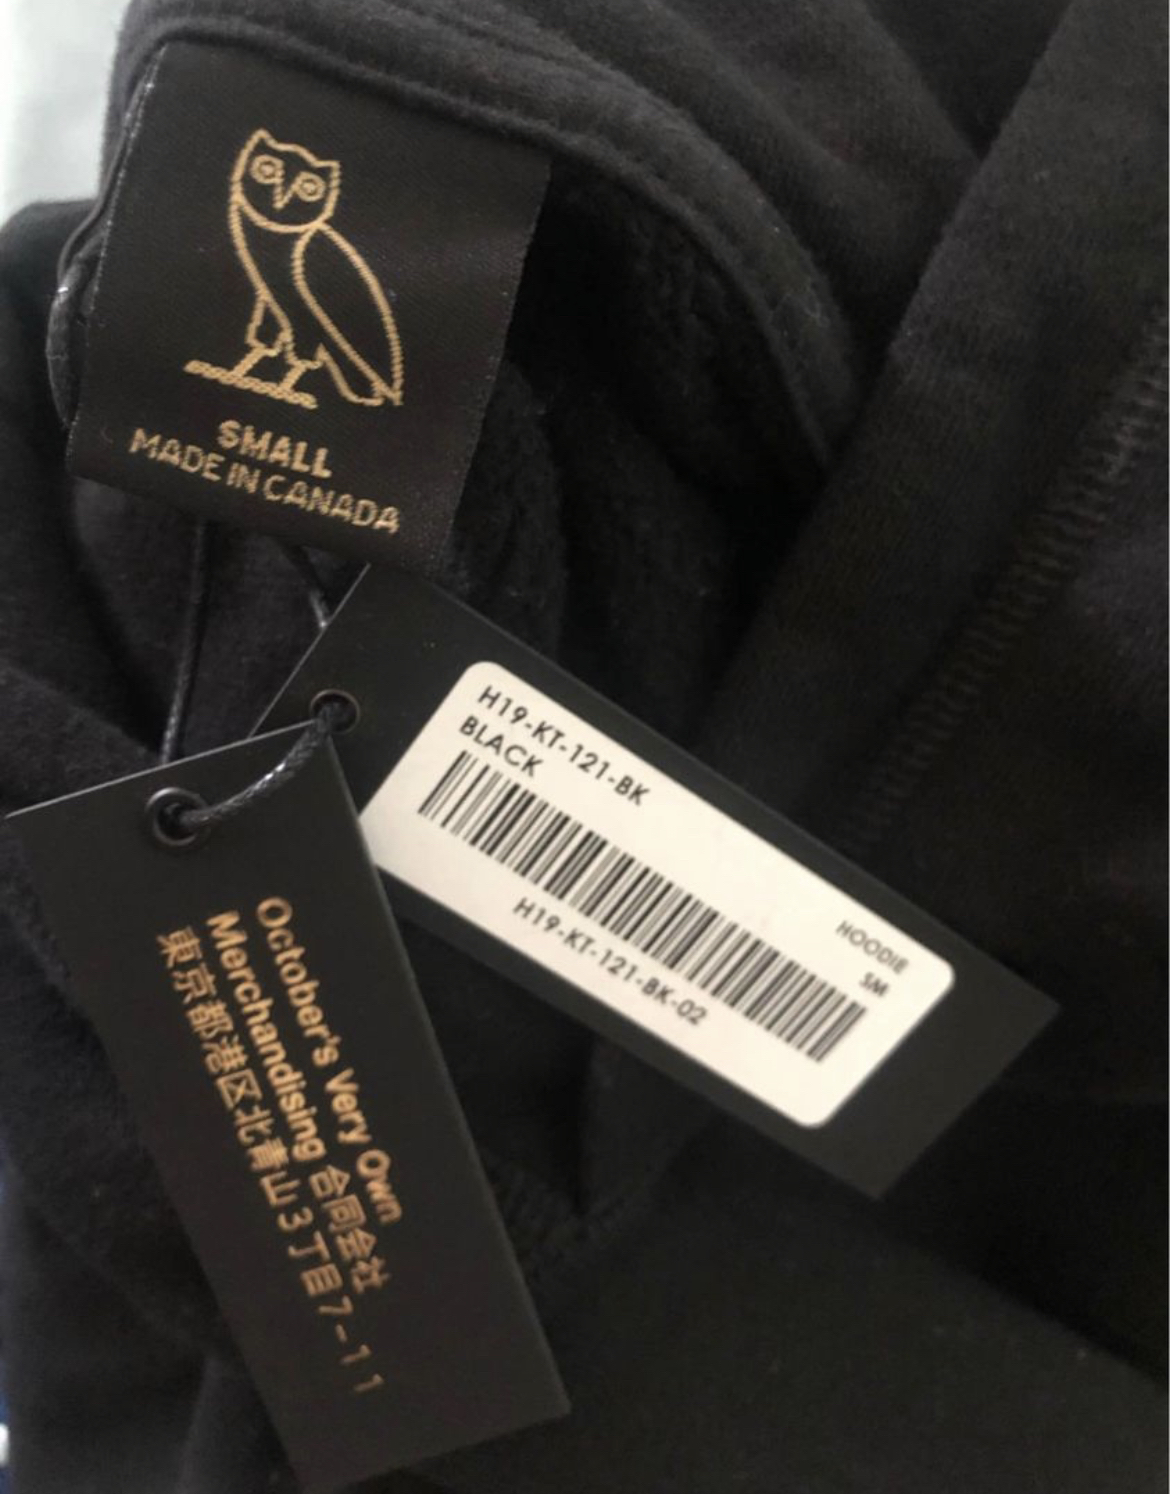 SMALL
MADE IN CANADA
H19-KT-121-BK
BLACK
HOODIE
SM
H19-KT-121-BK-02
October's Very Own
Merchandising 合同会社
東京都港区北青山3丁目7-11